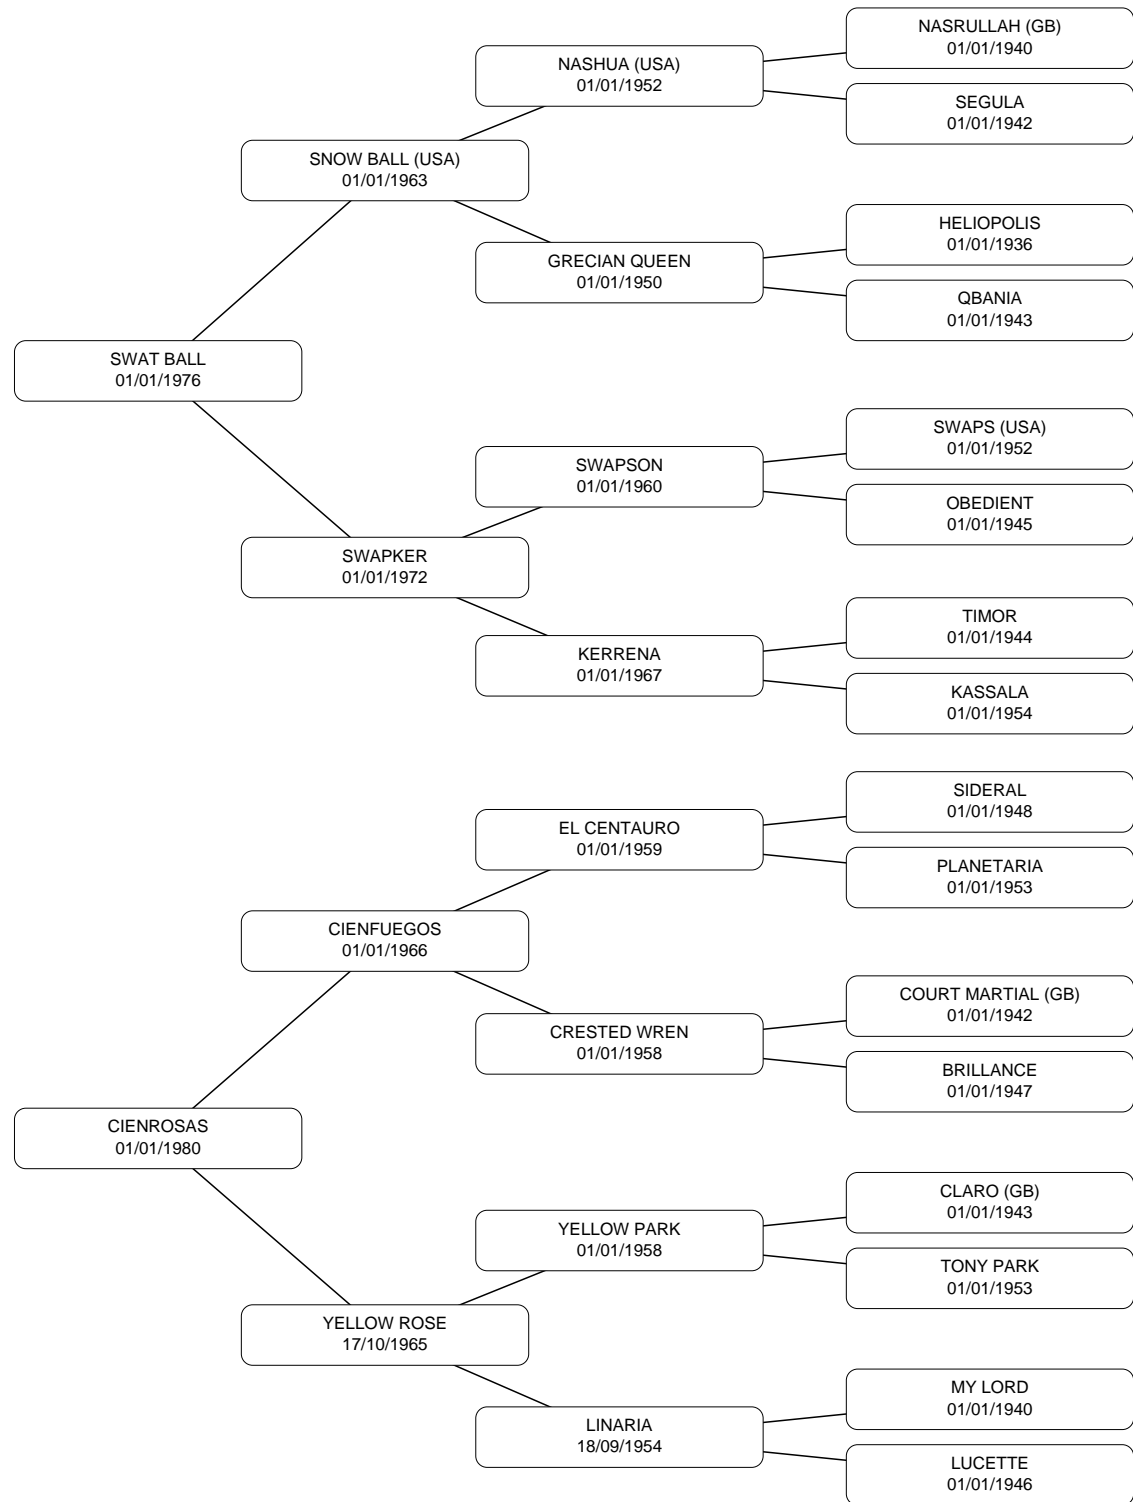 NASRULLAH (GB)
01/01/1940
NASHUA (USA)
01/01/1952
SEGULA
01/01/1942
SNOW BALL (USA)
01/01/1963
HELIOPOLIS
01/01/1936
GRECIAN QUEEN
01/01/1950
QBANIA
01/01/1943
SWAT BALL
01/01/1976
SWAPS (USA)
01/01/1952
SWAPSON
01/01/1960
OBEDIENT
01/01/1945
SWAPKER
01/01/1972
TIMOR
01/01/1944
KERRENA
01/01/1967
KASSALA
01/01/1954
SIDERAL
01/01/1948
EL CENTAURO
01/01/1959
PLANETARIA
01/01/1953
CIENFUEGOS
01/01/1966
COURT MARTIAL (GB)
01/01/1942
CRESTED WREN
01/01/1958
BRILLANCE
01/01/1947
CIENROSAS
01/01/1980
CLARO (GB)
01/01/1943
YELLOW PARK
01/01/1958
TONY PARK
01/01/1953
YELLOW ROSE
17/10/1965
MY LORD
01/01/1940
LINARIA
18/09/1954
LUCETTE
01/01/1946